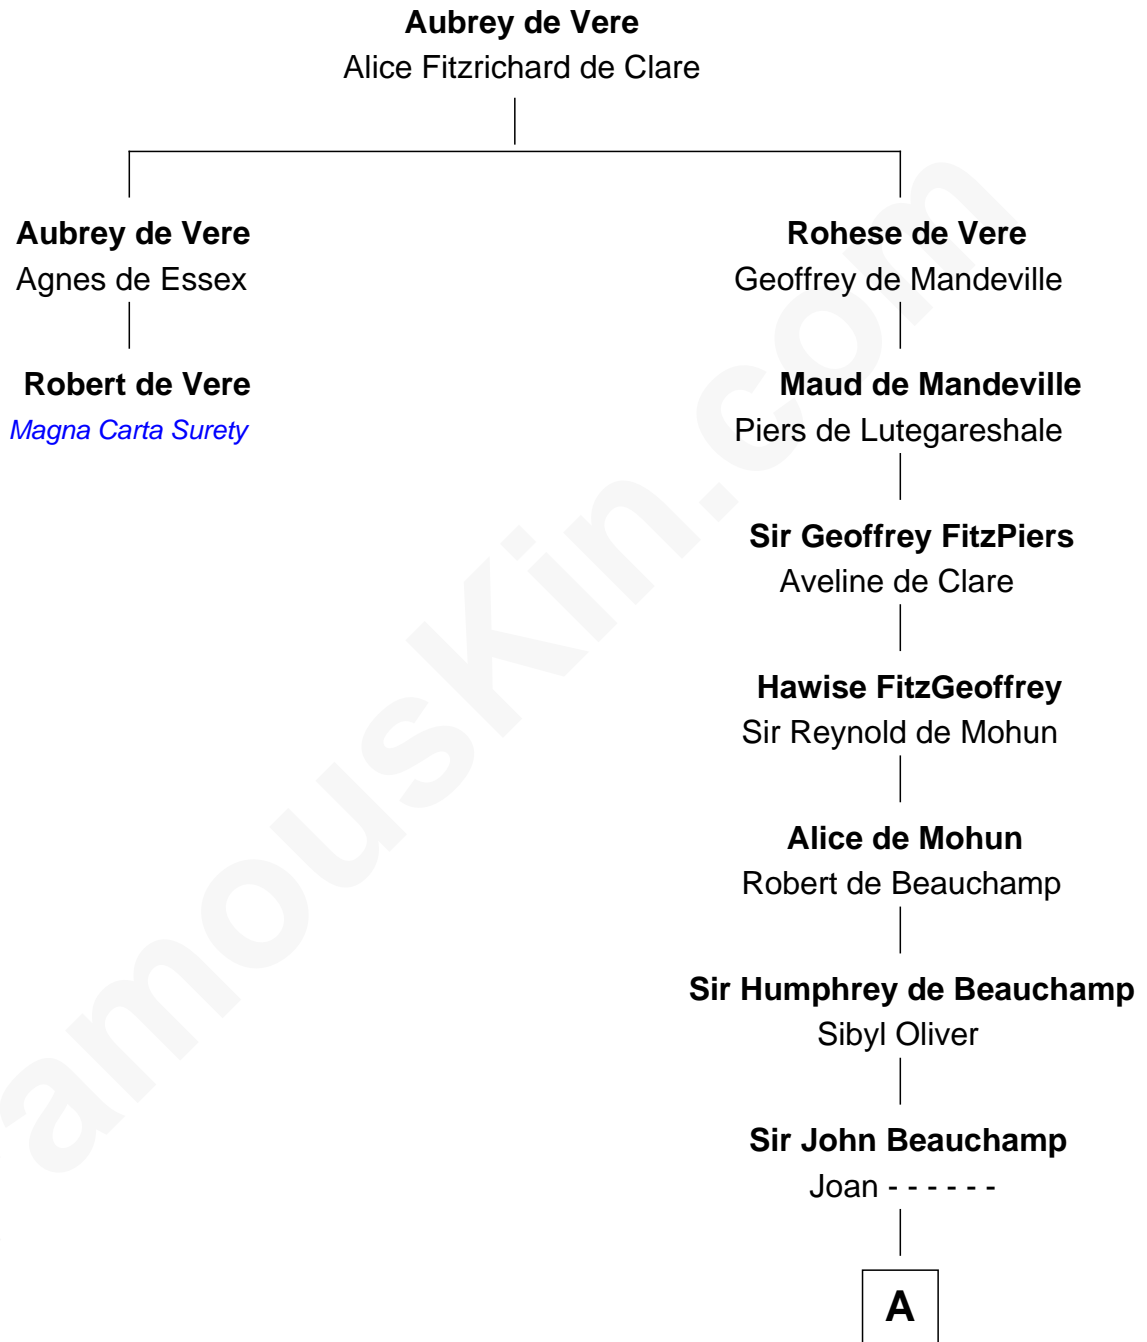 Aubrey de Vere
Alice Fitzrichard de Clare
Aubrey de Vere
Agnes de Essex
Robert de Vere
Magna Carta Surety
Rohese de Vere
Geoffrey de Mandeville
Maud de Mandeville
Piers de Lutegareshale
Sir Geoffrey FitzPiers
Aveline de Clare
Hawise FitzGeoffrey
Sir Reynold de Mohun
Alice de Mohun
Robert de Beauchamp
Sir Humphrey de Beauchamp
Sibyl Oliver
Sir John Beauchamp
Joan - - - - - -
A
amousKin.com